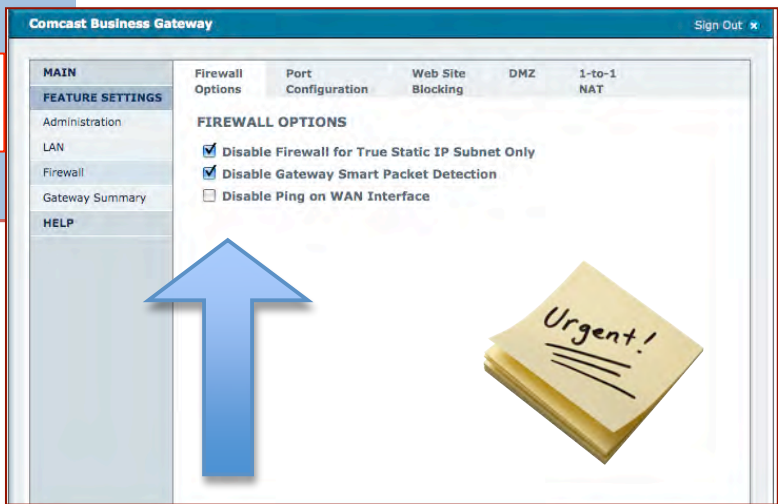 Comcast Business Gateway
Sign Out ×
MAIN
FEATURE SETTINGS
Administration
LAN
Firewall
Gateway Summary
HELP
Firewall Options
Port Configuration
Web Site Blocking
DMZ
1-to-1 NAT
FIREWALL OPTIONS
Disable Firewall for True Static IP Subnet Only
Disable Gateway Smart Packet Detection
Disable Ping on WAN Interface
Urgent!